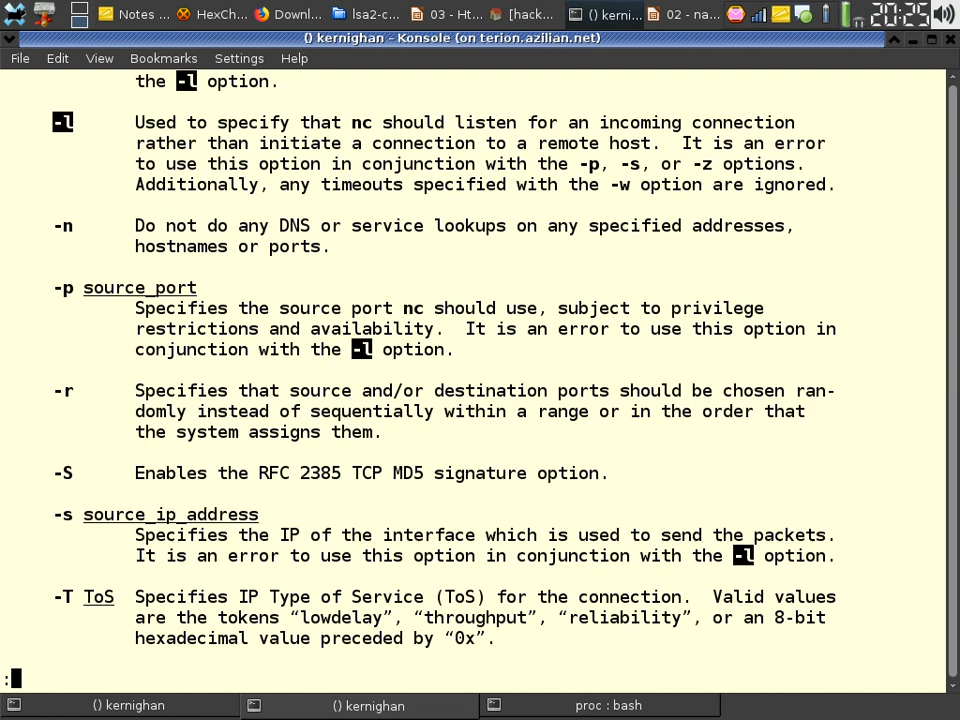 Notes ...
HexCh...
Downl...
lsa2-c...
03 - Ht...
[hack...
() kerni...
02 - na...
20:25
() kernighan – Konsole (on terion.azilian.net)
File Edit View Bookmarks Settings Help
the -l option.
-l Used to specify that nc should listen for an incoming connection
rather than initiate a connection to a remote host. It is an error
to use this option in conjunction with the -p, -s, or -z options.
Additionally, any timeouts specified with the -w option are ignored.
-n Do not do any DNS or service lookups on any specified addresses,
hostnames or ports.
-p source_port
Specifies the source port nc should use, subject to privilege
restrictions and availability. It is an error to use this option in
conjunction with the -l option.
-r Specifies that source and/or destination ports should be chosen ran-
domly instead of sequentially within a range or in the order that
the system assigns them.
-S Enables the RFC 2385 TCP MD5 signature option.
-s source_ip_address
Specifies the IP of the interface which is used to send the packets.
It is an error to use this option in conjunction with the -l option.
-T ToS Specifies IP Type of Service (ToS) for the connection. Valid values
are the tokens “lowdelay”, “throughput”, “reliability”, or an 8-bit
hexadecimal value preceded by “0x”.
:
() kernighan
() kernighan
proc : bash